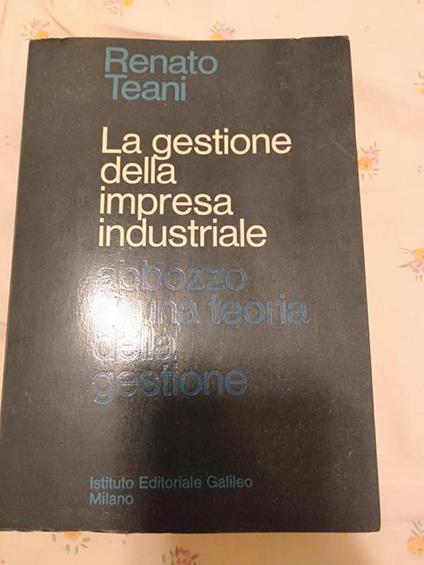 Renato
Teani
La gestione
della
impresa
industriale
abbozzo
di una teoria
della
gestione
Istituto Editoriale Galileo
Milano